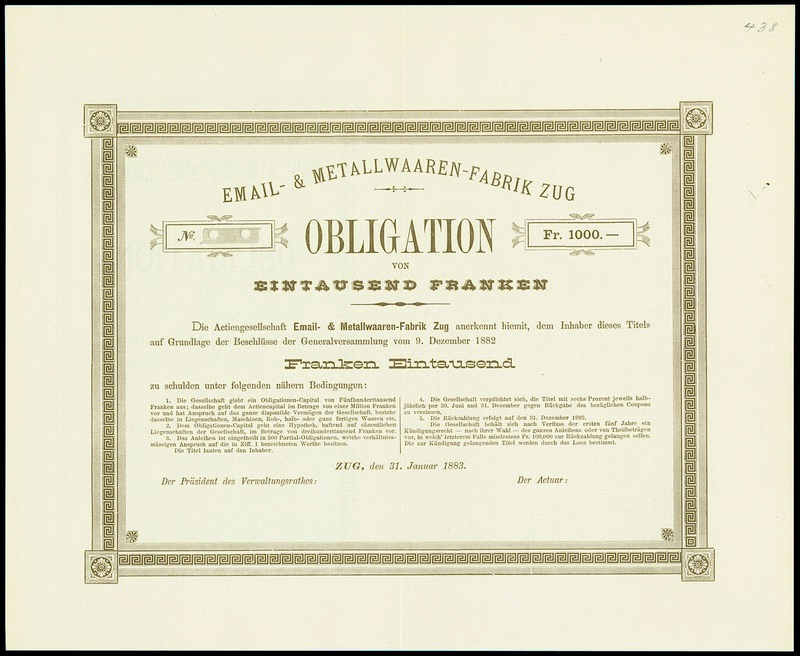 438
EMAIL- & METALLWAAREN-FABRIK ZUG
No.
OBLIGATION
Fr. 1000.—
VON
EINTAUSEND FRANKEN
Die Actiengesellschaft Email- & Metallwaaren-Fabrik Zug anerkennt hiemit, dem Inhaber dieses Titels
auf Grundlage der Beschlüsse der Generalversammlung vom 9. Dezember 1882
Franken Eintausend
zu schulden unter folgenden nähern Bedingungen:
1. Die Gesellschaft giebt ein Obligationen-Capital von Fünfhunderttausend
Franken aus; dasselbe geht dem Actiencapital im Betrage von einer Million Franken
vor und hat Anspruch auf das ganze disponible Vermögen der Gesellschaft, bestehe
dasselbe in Liegenschaften, Maschinen, Roh-, halb- oder ganz fertigen Waaren etc.
2. Dem Obligationen-Capital geht eine Hypothek, haftend auf sämmtlichen
Liegenschaften der Gesellschaft, im Betrage von dreihunderttausend Franken vor.
3. Das Anleihen ist eingetheilt in 500 Partial-Obligationen, welche verhältniss-
mässigen Anspruch auf die in Ziff. 1 bezeichneten Werthe besitzen.
Die Titel lauten auf den Inhaber.
4. Die Gesellschaft verpflichtet sich, die Titel mit sechs Prozent jeweils halb-
jährlich per 30. Juni und 31. Dezember gegen Rückgabe des bezüglichen Coupons
zu verzinsen.
5. Die Rückzahlung erfolgt auf den 31. Dezember 1892.
Die Gesellschaft behält sich nach Verfluss der ersten fünf Jahre ein
Kündigungsrecht — nach ihrer Wahl — des ganzen Anleihens oder von Theilbeträgen
vor, in welch' letzterem Falle mindestens Fr. 100,000 zur Rückzahlung gelangen sollen.
Die zur Kündigung gelangenden Titel werden durch das Loos bestimmt.
ZUG, den 31. Januar 1883.
Der Präsident des Verwaltungsrathes:
Der Actuar: